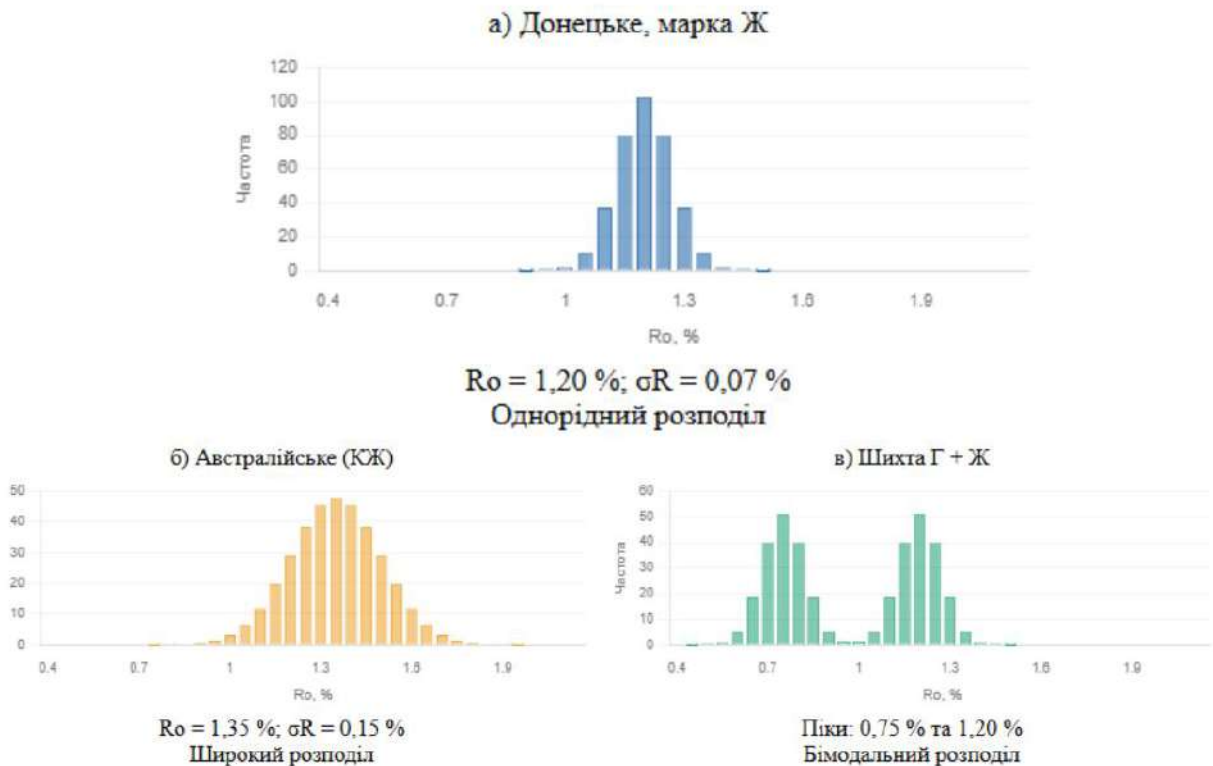 а) Донецьке, марка Ж
120
100
80
60
40
20
0
Частота
0.4 0.7 1 1.3 1.6 1.9
Ro, %
Ro = 1,20 %; σR = 0,07 %
Однорідний розподіл
б) Австралійське (КЖ)
50
40
30
20
10
0
0.4 0.7 1 1.3 1.6 1.9
Ro, %
Ro = 1,35 %; σR = 0,15 %
Широкий розподіл
в) Шихта Г + Ж
60
50
40
30
20
10
0
Частота
0.4 0.7 1 1.3 1.6 1.9
Ro, %
Піки: 0,75 % та 1,20 %
Бімодальний розподіл